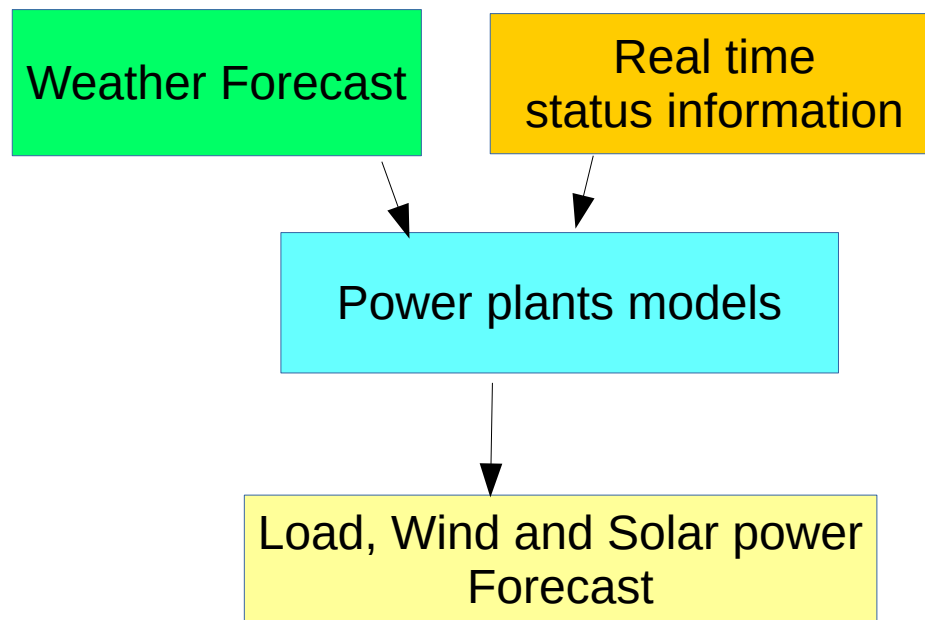 Weather Forecast
Real time
status information
Power plants models
Load, Wind and Solar power
Forecast